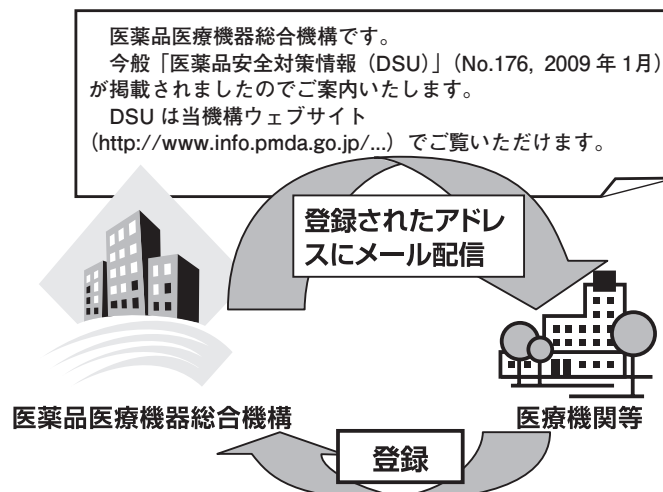 医薬品医療機器総合機構です。
今般「医薬品安全対策情報（DSU）」（No.176, 2009 年 1月）
が掲載されましたのでご案内いたします。
DSU は当機構ウェブサイト
（http://www.info.pmda.go.jp/...）でご覧いただけます。
登録されたアドレ
スにメール配信
医薬品医療機器総合機構
医療機関等
登録